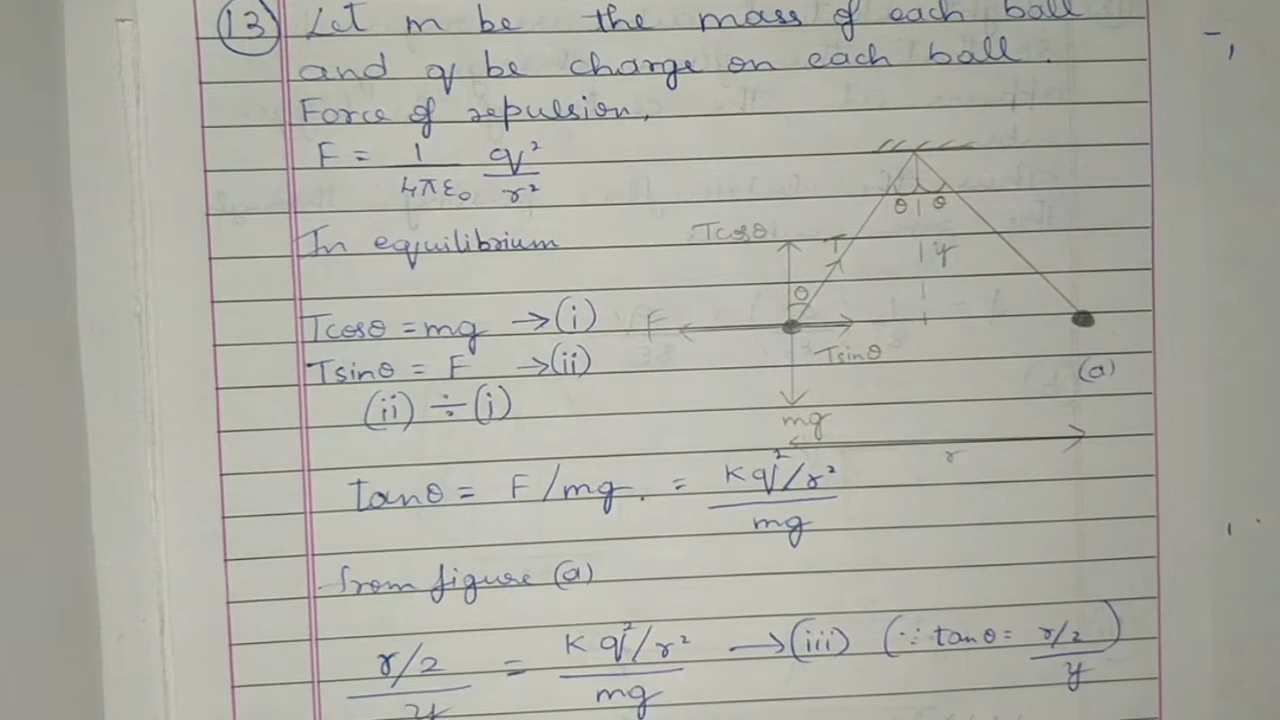 (13) Let m be the mass of each ball
and q be charge on each ball.
Force of repulsion,
F = 1/4πε₀ q²/r²
In equilibrium
Tcosθ = mg → (i)
Tsinθ = F → (ii)
(ii) ÷ (i)
tanθ = F/mg. = Kq²/r² / mg
from figure (a)
r/2 / y = Kq²/r² / mg → (iii) (∵ tanθ = r/2 / y)
θ θ
Tcosθ
T
y
θ
F
Tsinθ
(a)
mg
r